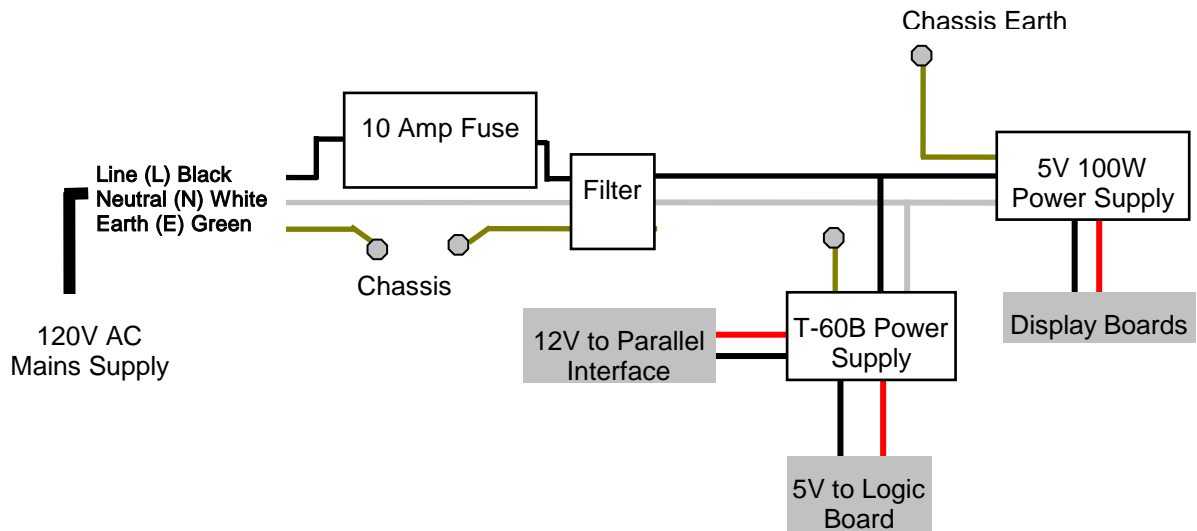 Chassis Earth
10 Amp Fuse
Line (L) Black
Neutral (N) White
Earth (E) Green
Filter
5V 100W
Power Supply
Chassis
120V AC
Mains Supply
12V to Parallel
Interface
T-60B Power
Supply
Display Boards
5V to Logic
Board